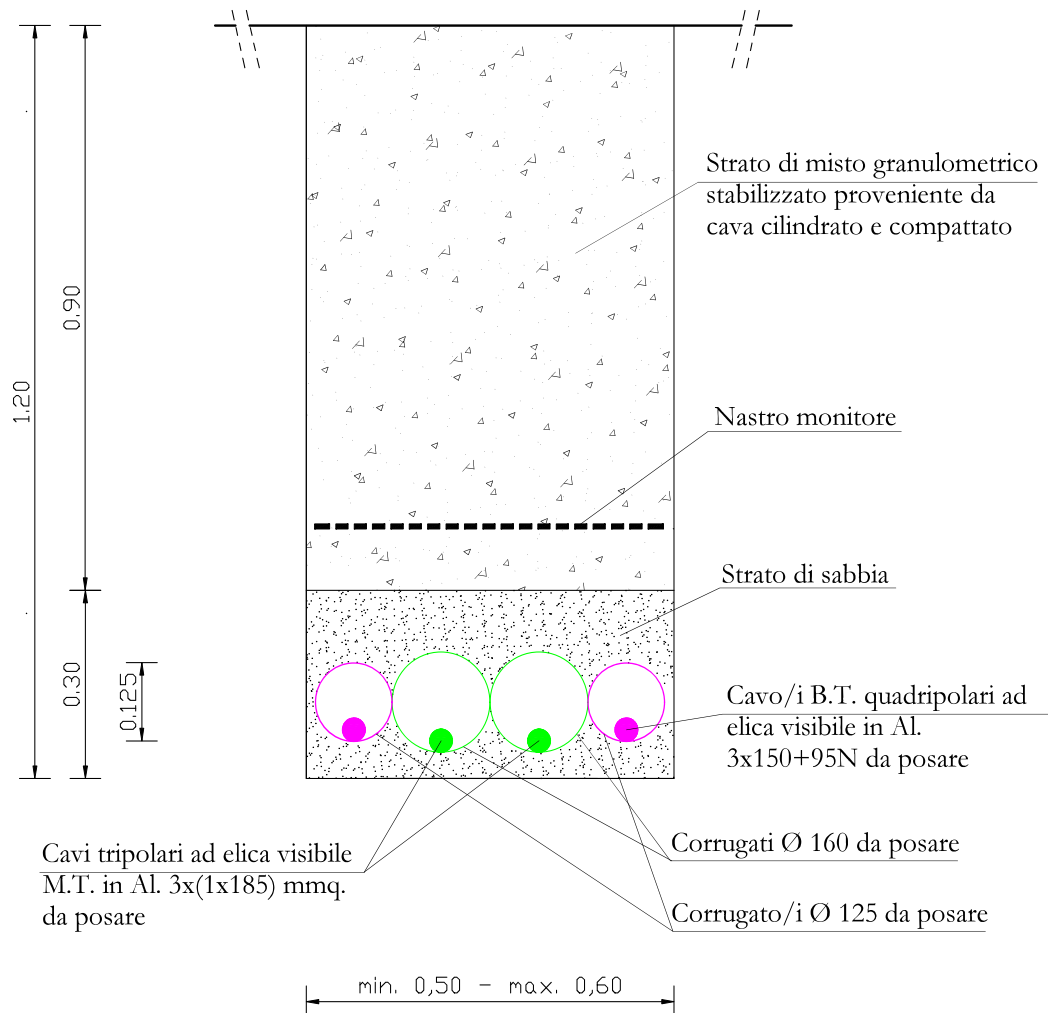 Strato di misto granulometrico
stabilizzato proveniente da
cava cilindrato e compattato
0.90
1.20
Nastro monitore
Strato di sabbia
0.30
0.125
Cavo/i B.T. quadripolari ad
elica visibile in Al.
3x150+95N da posare
Cavi tripolari ad elica visibile
M.T. in Al. 3x(1x185) mmq.
da posare
Corrugati Ø 160 da posare
Corrugato/i Ø 125 da posare
min. 0,50 - max. 0,60